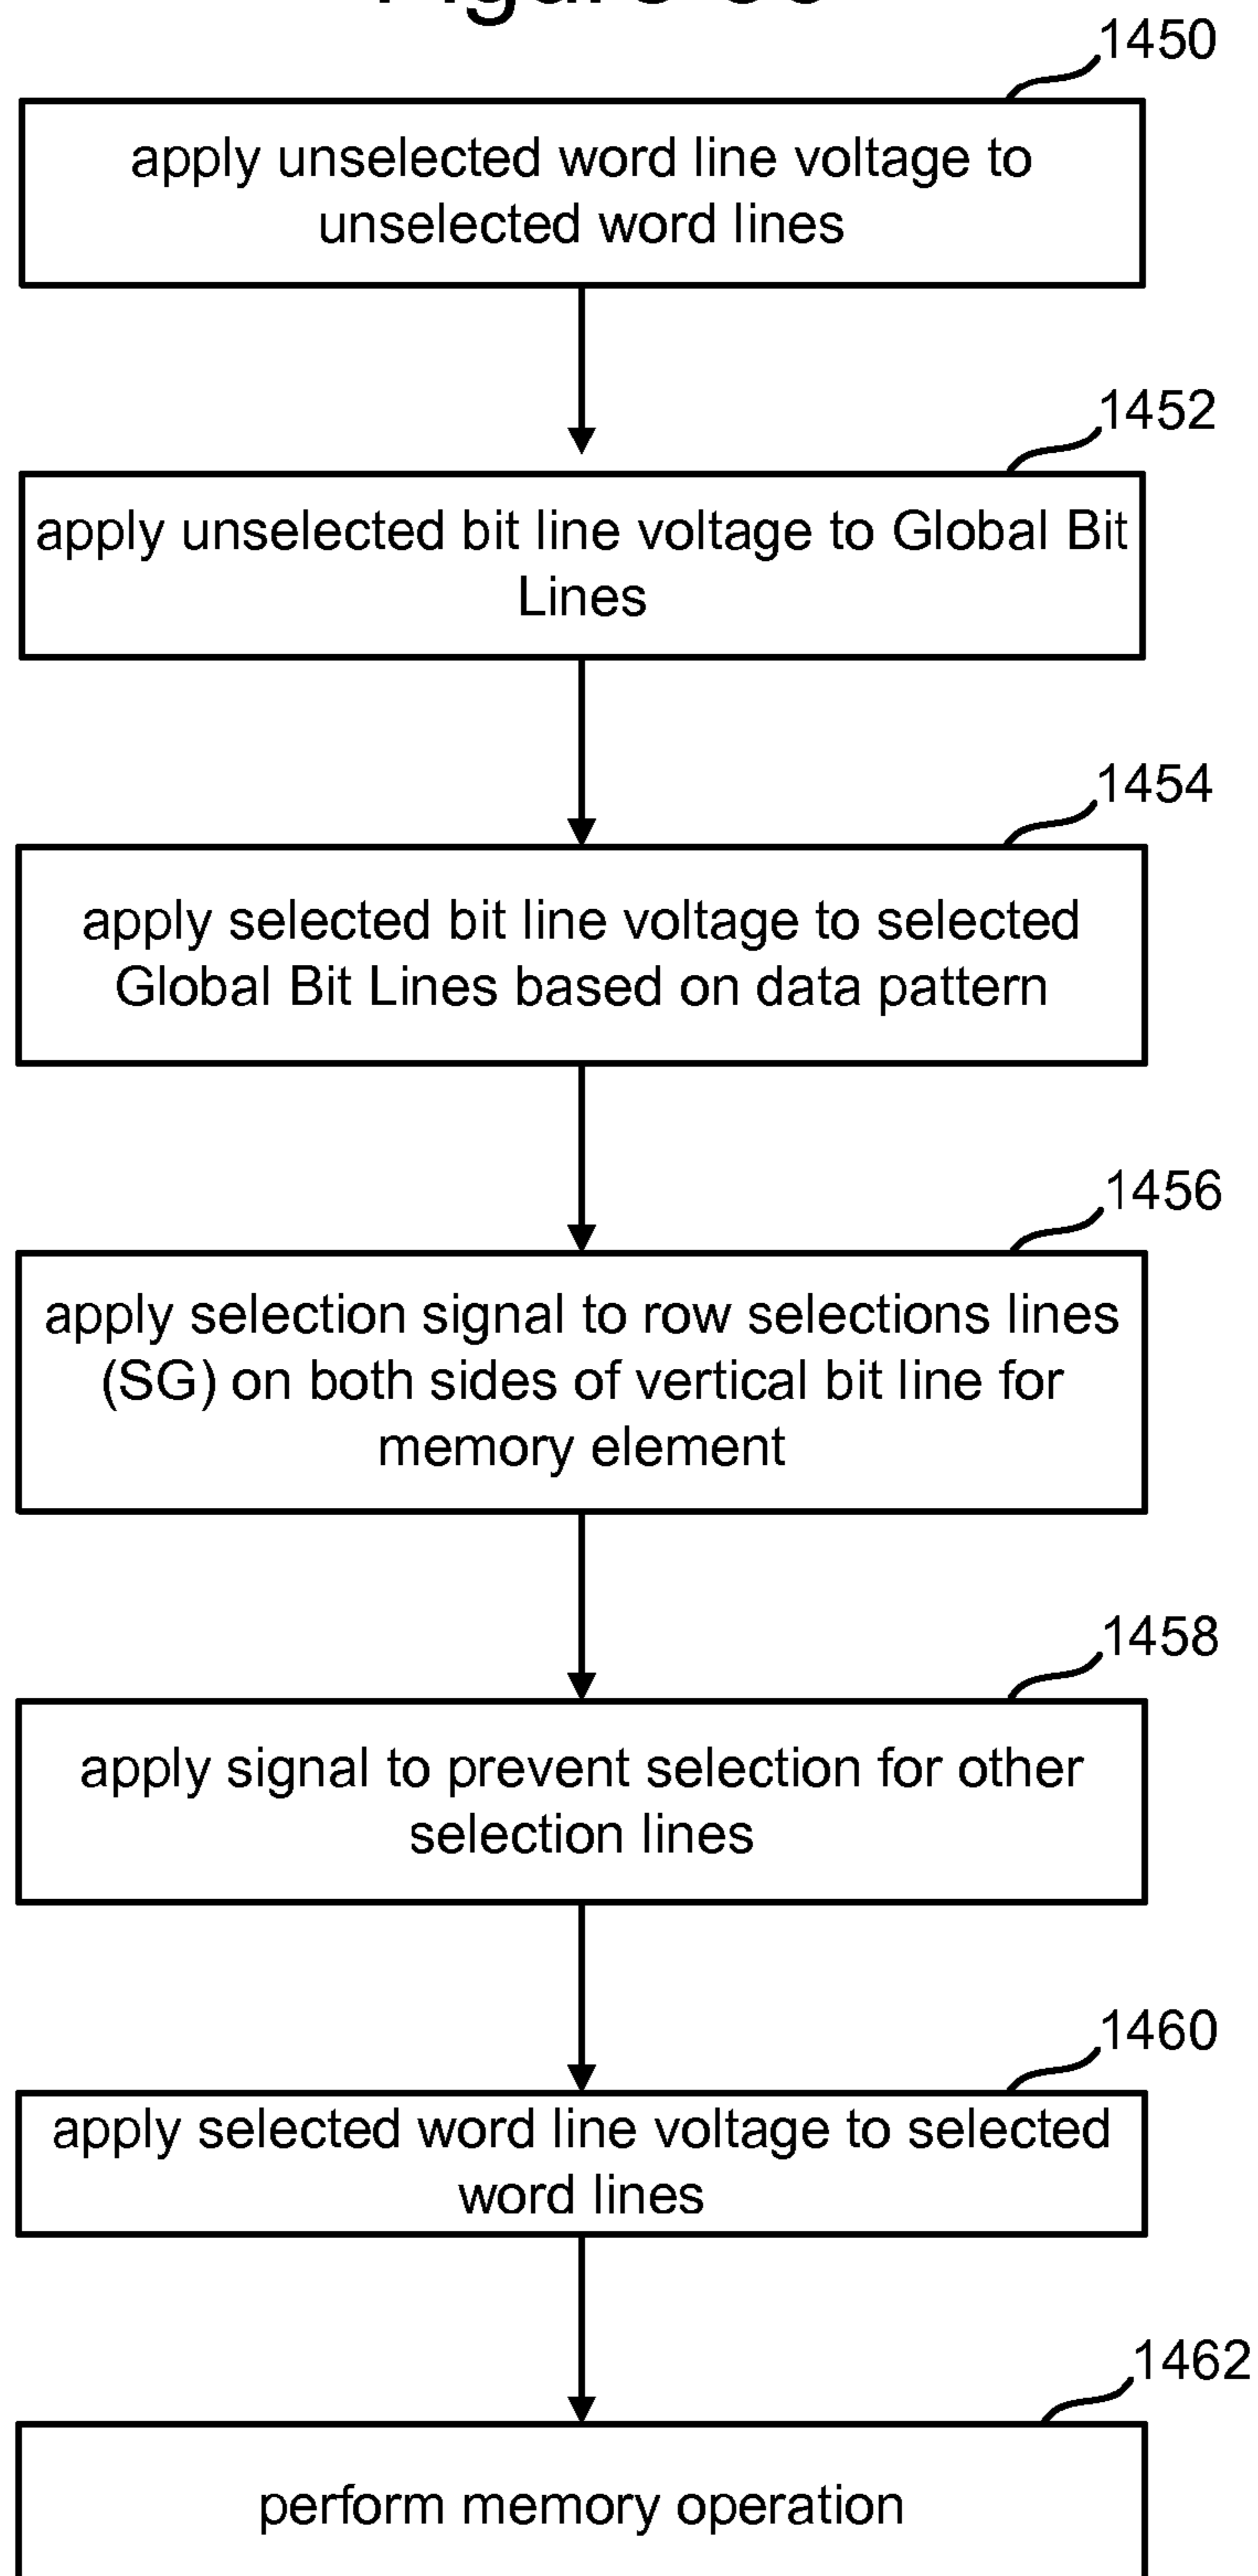 1450
apply unselected word line voltage to
unselected word lines
1452
apply unselected bit line voltage to Global Bit
Lines
1454
apply selected bit line voltage to selected
Global Bit Lines based on data pattern
1456
apply selection signal to row selections lines
(SG) on both sides of vertical bit line for
memory element
1458
apply signal to prevent selection for other
selection lines
1460
apply selected word line voltage to selected
word lines
1462
perform memory operation